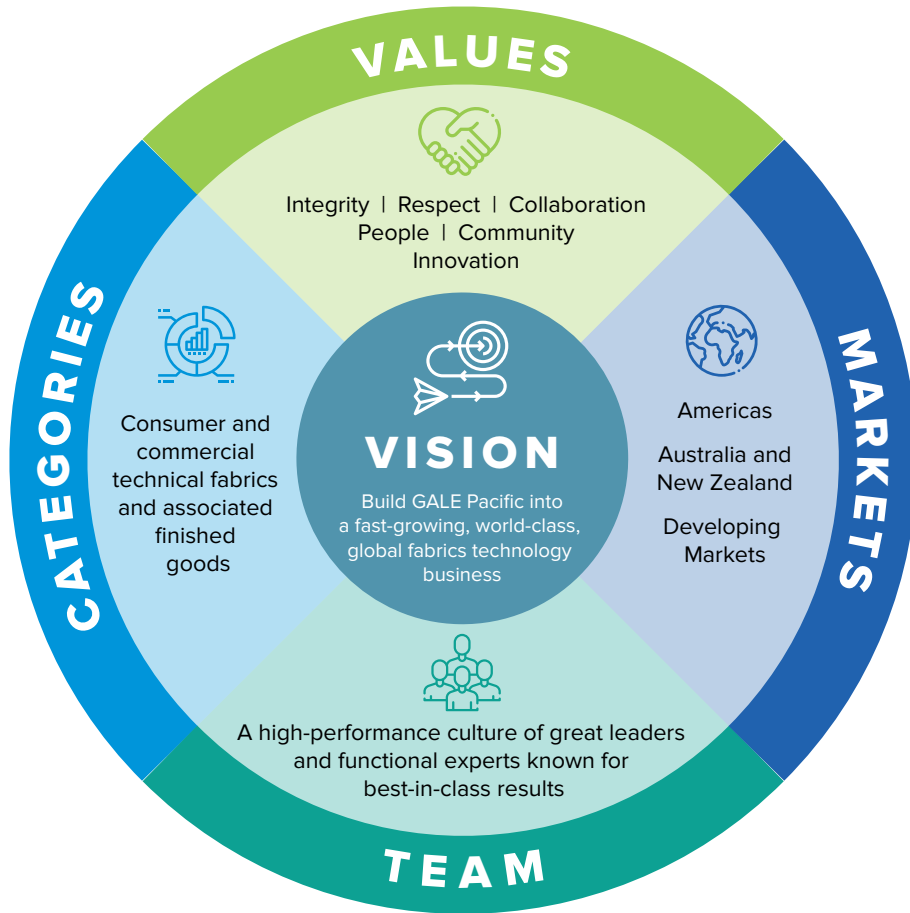 VALUES
Integrity | Respect | Collaboration
People | Community
Innovation
CATEGORIES
Consumer and
commercial
technical fabrics
and associated
finished
goods
VISION
Build GALE Pacific into
a fast-growing, world-class,
global fabrics technology
business
MARKETS
Americas
Australia and
New Zealand
Developing
Markets
A high-performance culture of great leaders
and functional experts known for
best-in-class results
TEAM